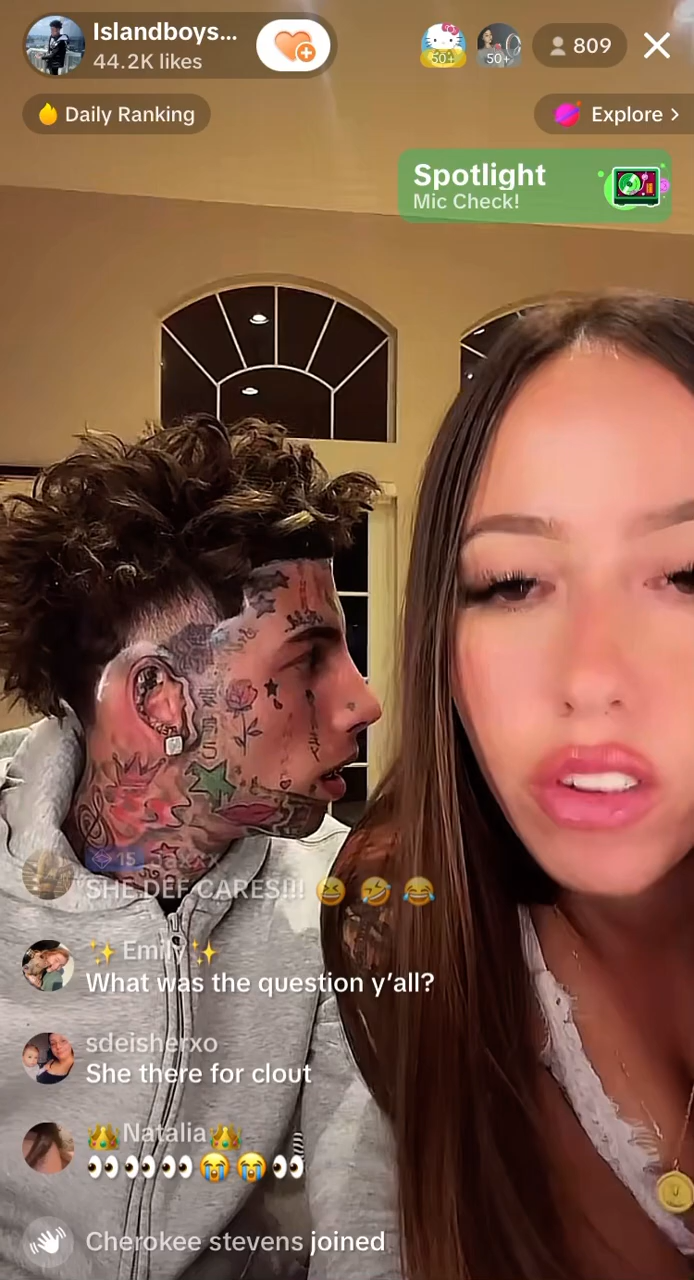 Islandboys...
44.2K likes
50+
50+
809
Daily Ranking
Explore >
Spotlight
Mic Check!
15
SHE DEF CARES!!! 😆 🤣 😂
✨ Emily ✨
What was the question y’all?
sdeisherxo
She there for clout
👑 Natalia 👑
👀👀👀👀😭😭👀
Cherokee stevens joined